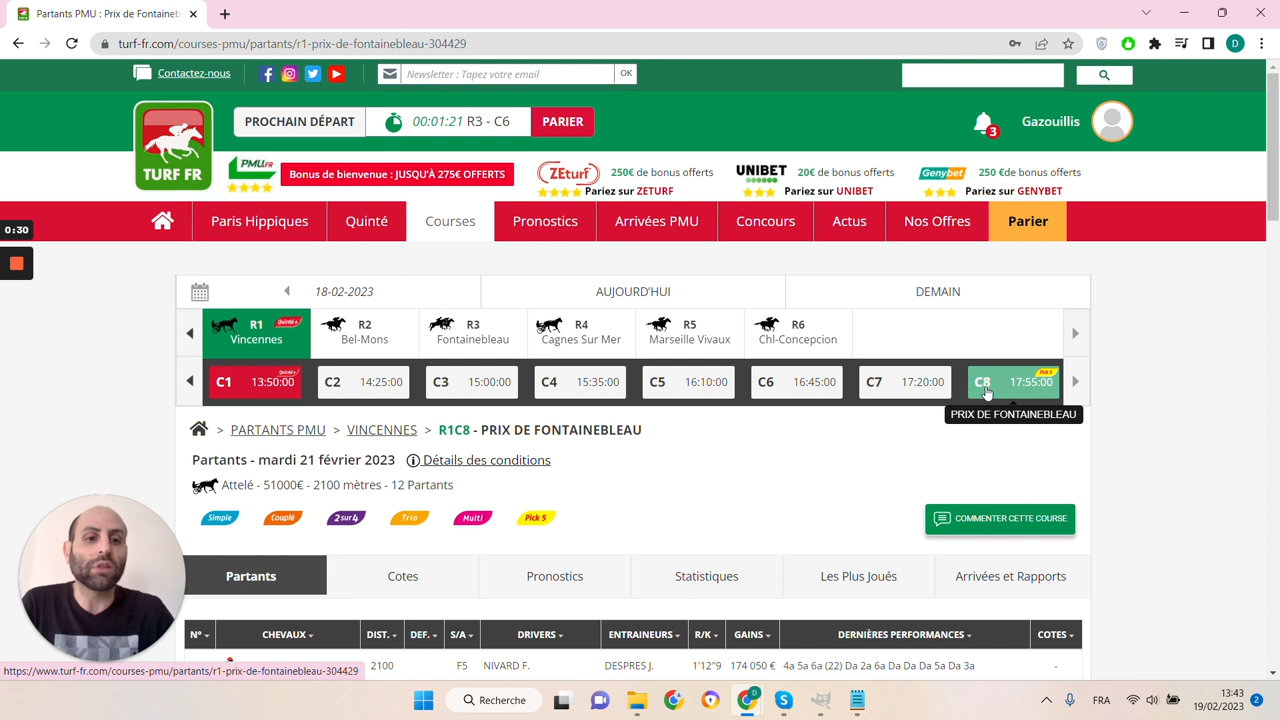 Partants PMU : Prix de Fontaineb
turf-fr.com/courses-pmu/partants/r1-prix-de-fontainebleau-304429
D
Contactez-nous
Newsletter : Tapez votre email
OK
TURF FR
PROCHAIN DÉPART
00:01:21 R3 - C6
PARIER
3
Gazouillis
PMU.FR
Bonus de bienvenue : JUSQU'À 275€ OFFERTS
ZEturf
250€ de bonus offerts
Pariez sur ZETURF
UNIBET
20€ de bonus offerts
Pariez sur UNIBET
Genybet
250 €de bonus offerts
Pariez sur GENYBET
Paris Hippiques
Quinté
Courses
Pronostics
Arrivées PMU
Concours
Actus
Nos Offres
Parier
0:30
18-02-2023
AUJOURD'HUI
DEMAIN
R1 Quinté+
Vincennes
R2
Bel-Mons
R3
Fontainebleau
R4
Cagnes Sur Mer
R5
Marseille Vivaux
R6
Chl-Concepcion
C1 13:50:00 Quinté+
C2 14:25:00
C3 15:00:00
C4 15:35:00
C5 16:10:00
C6 16:45:00
C7 17:20:00
C8 17:55:00 Pick 5
PRIX DE FONTAINEBLEAU
> PARTANTS PMU > VINCENNES > R1C8 - PRIX DE FONTAINEBLEAU
Partants - mardi 21 février 2023 Détails des conditions
Attelé - 51000€ - 2100 mètres - 12 Partants
Simple
Couplé
2sur4
Trio
Multi
Pick 5
COMMENTER CETTE COURSE
Partants
Cotes
Pronostics
Statistiques
Les Plus Joués
Arrivées et Rapports
N° CHEVAUX DIST. DEF. S/A DRIVERS ENTRAINEURS R/K GAINS DERNIÈRES PERFORMANCES COTES
2100 F5 NIVARD F. DESPRES J. 1'12"9 174 050 € 4a 5a 6a (22) Da 2a 6a Da Da Da 5a Da 3a -
https://www.turf-fr.com/courses-pmu/partants/r1-prix-de-fontainebleau-304429
Recherche
D
FRA
13:43
19/02/2023
2